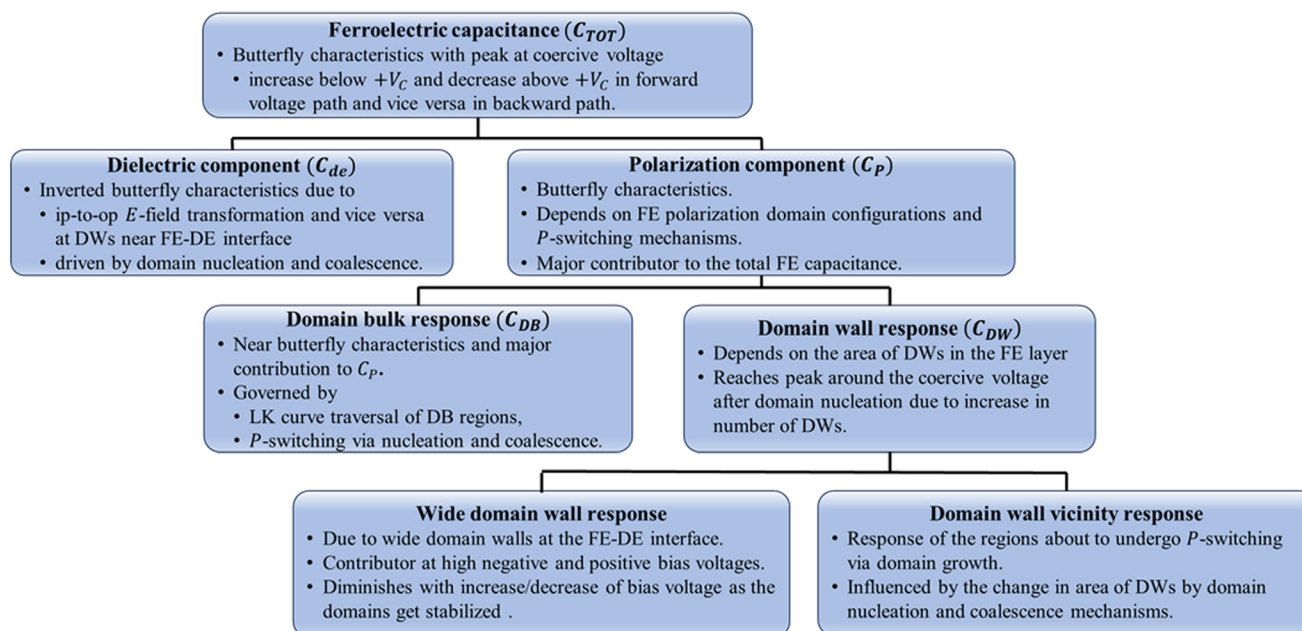 Ferroelectric capacitance (C_TOT)
• Butterfly characteristics with peak at coercive voltage
• increase below +V_C and decrease above +V_C in forward
voltage path and vice versa in backward path.
Dielectric component (C_de)
• Inverted butterfly characteristics due to
• ip-to-op E-field transformation and vice versa
at DWs near FE-DE interface
• driven by domain nucleation and coalescence.
Polarization component (C_P)
• Butterfly characteristics.
• Depends on FE polarization domain configurations and
P-switching mechanisms.
• Major contributor to the total FE capacitance.
Domain bulk response (C_DB)
• Near butterfly characteristics and major
contribution to C_P.
• Governed by
• LK curve traversal of DB regions,
• P-switching via nucleation and coalescence.
Domain wall response (C_DW)
• Depends on the area of DWs in the FE layer
• Reaches peak around the coercive voltage
after domain nucleation due to increase in
number of DWs.
Wide domain wall response
• Due to wide domain walls at the FE-DE interface.
• Contributor at high negative and positive bias voltages.
• Diminishes with increase/decrease of bias voltage as the
domains get stabilized .
Domain wall vicinity response
• Response of the regions about to undergo P-switching
via domain growth.
• Influenced by the change in area of DWs by domain
nucleation and coalescence mechanisms.